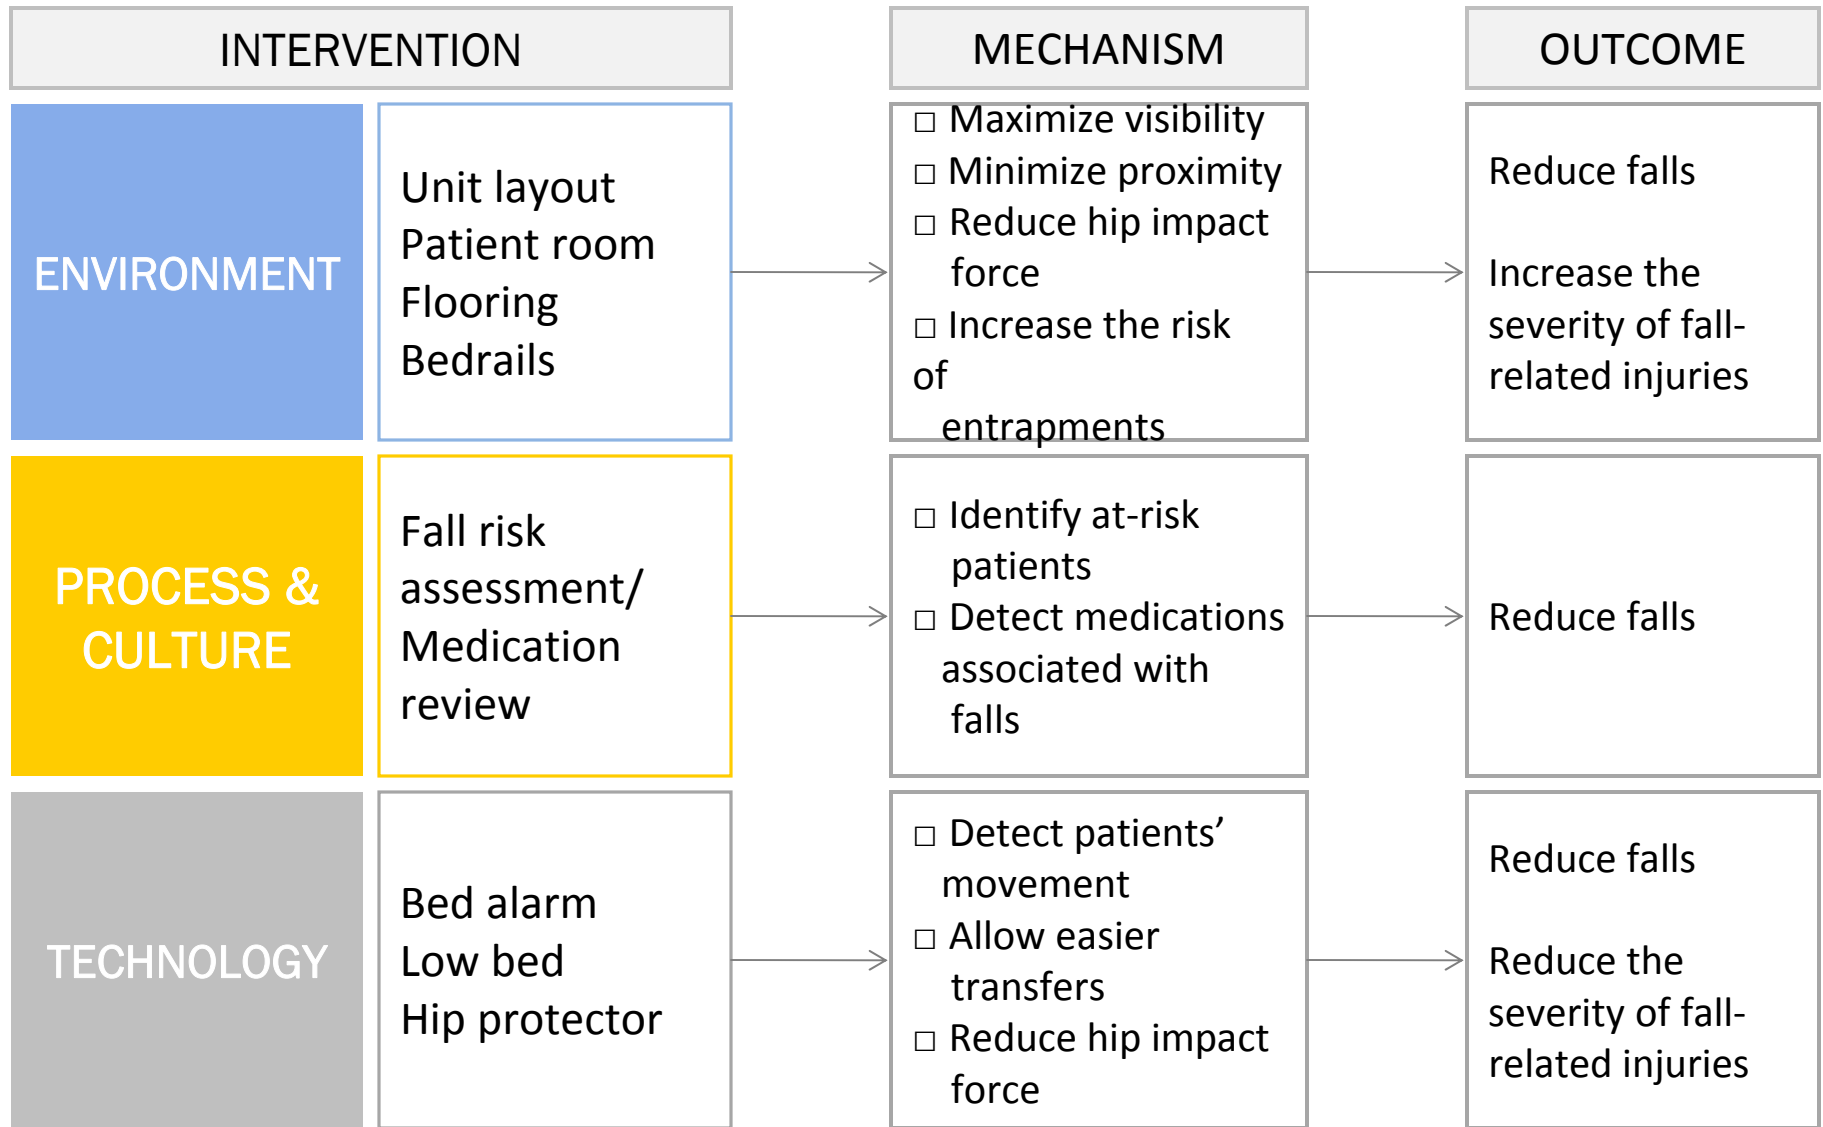 INTERVENTION
MECHANISM
OUTCOME
ENVIRONMENT
Unit layout
Patient room
Flooring
Bedrails
□ Maximize visibility
□ Minimize proximity
□ Reduce hip impact
force
□ Increase the risk
of
entrapments
Reduce falls
Increase the
severity of fall-
related injuries
PROCESS &
CULTURE
Fall risk
assessment/
Medication
review
□ Identify at-risk
patients
□ Detect medications
associated with
falls
Reduce falls
TECHNOLOGY
Bed alarm
Low bed
Hip protector
□ Detect patients’
movement
□ Allow easier
transfers
□ Reduce hip impact
force
Reduce falls
Reduce the
severity of fall-
related injuries